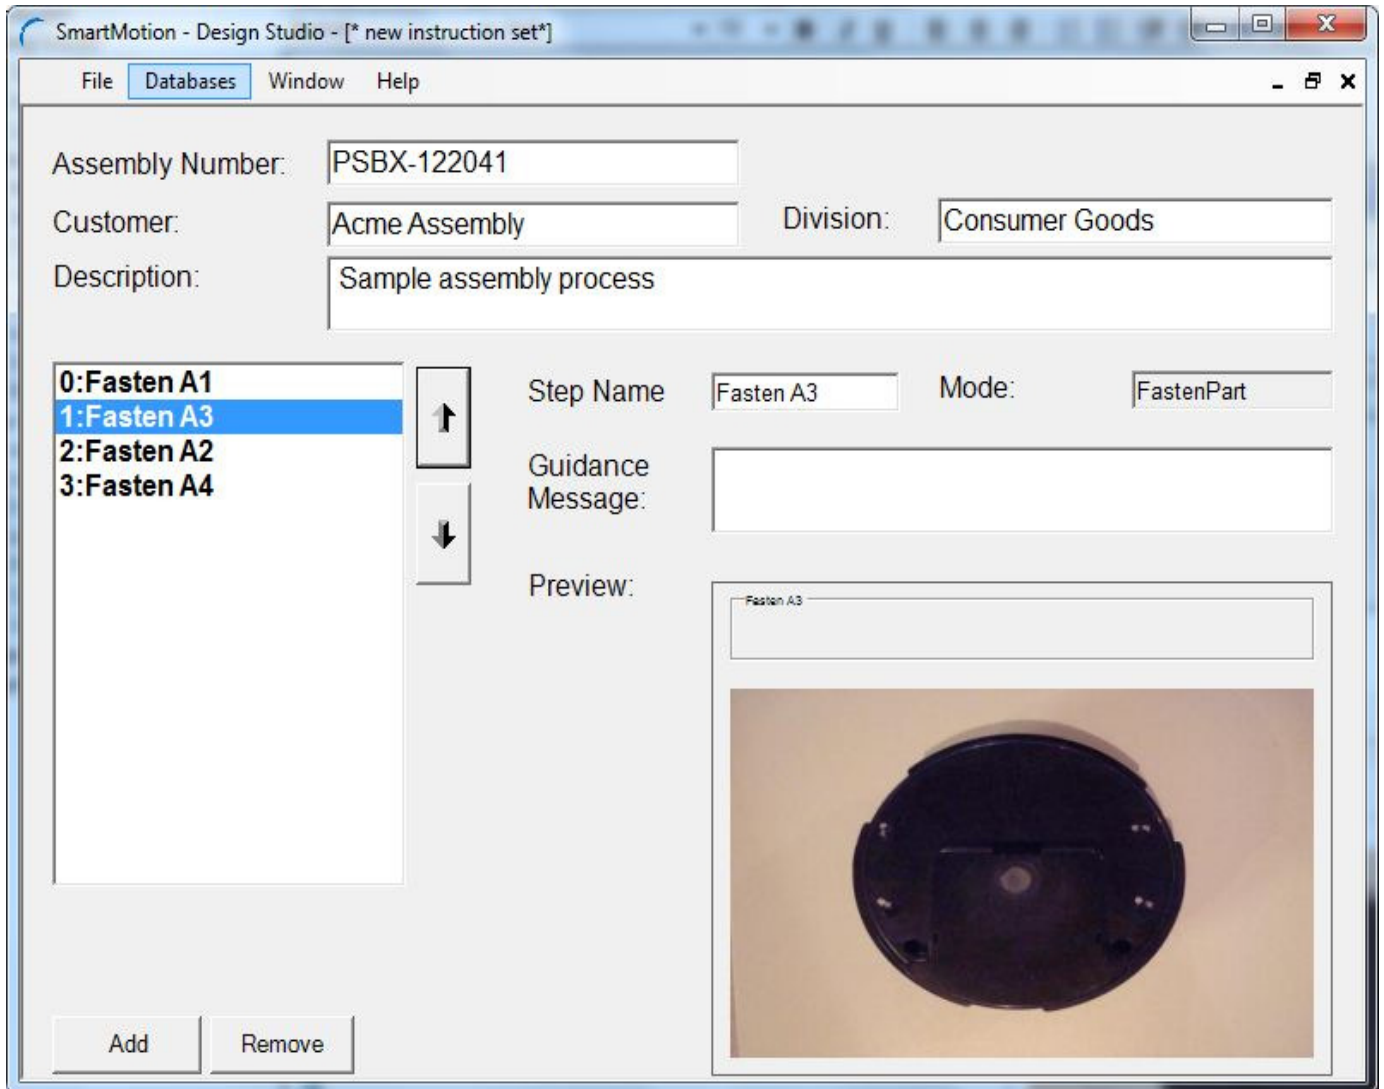 SmartMotion - Design Studio - [* new instruction set*]
File Databases Window Help
Assembly Number: PSBX-122041
Customer: Acme Assembly Division: Consumer Goods
Description: Sample assembly process
0:Fasten A1
1:Fasten A3
2:Fasten A2
3:Fasten A4
Step Name Fasten A3 Mode: FastenPart
Guidance
Message:
Preview:
Fasten A3
Add Remove